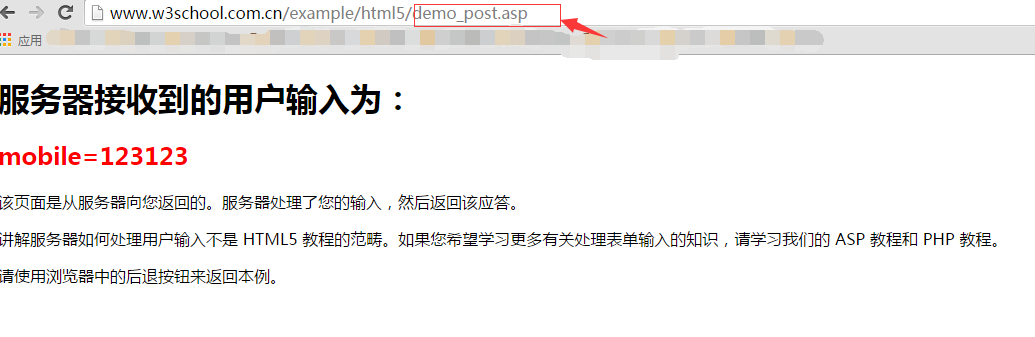 www.w3school.com.cn/example/html5/demo_post.asp
应用
服务器接收到的用户输入为：
mobile=123123
该页面是从服务器向您返回的。服务器处理了您的输入，然后返回该应答。
讲解服务器如何处理用户输入不是 HTML5 教程的范畴。如果您希望学习更多有关处理表单输入的知识，请学习我们的 ASP 教程和 PHP 教程。
请使用浏览器中的后退按钮来返回本例。